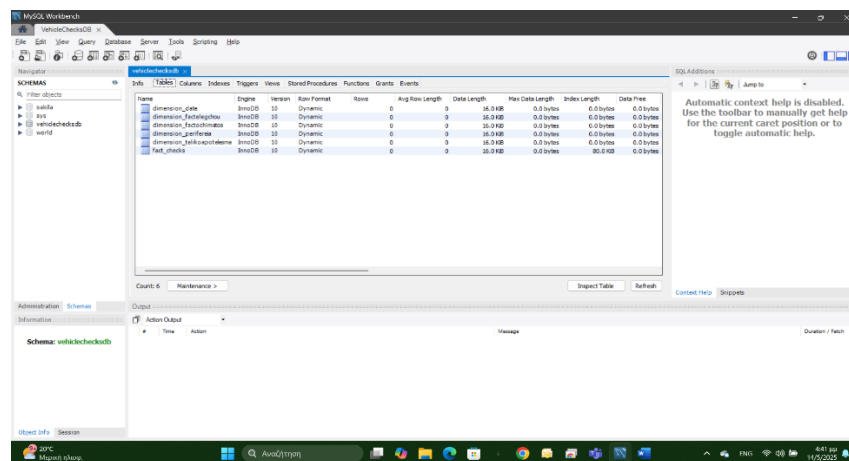 MySQL Workbench
VehicleChecksDB
File Edit View Query Database Server Tools Scripting Help
Navigator
SCHEMAS
Filter objects
sakila
sys
vehiclechecksdb
world
Administration Schemas
Information
Schema: vehiclechecksdb
Object Info Session
vehiclechecksdb
Info Tables Columns Indexes Triggers Views Stored Procedures Functions Grants Events
Name Engine Version Row Format Rows Avg Row Length Data Length Max Data Length Index Length Data Free
dimension_date InnoDB 10 Dynamic 0 0 16.0 KiB 0.0 bytes 0.0 bytes 0.0 bytes
dimension_factelegchou InnoDB 10 Dynamic 0 0 16.0 KiB 0.0 bytes 0.0 bytes 0.0 bytes
dimension_factochimatos InnoDB 10 Dynamic 0 0 16.0 KiB 0.0 bytes 0.0 bytes 0.0 bytes
dimension_perifereia InnoDB 10 Dynamic 0 0 16.0 KiB 0.0 bytes 0.0 bytes 0.0 bytes
dimension_telikoapotelesme InnoDB 10 Dynamic 0 0 16.0 KiB 0.0 bytes 0.0 bytes 0.0 bytes
fact_checks InnoDB 10 Dynamic 0 0 16.0 KiB 0.0 bytes 80.0 KiB 0.0 bytes
Count: 6 Maintenance > Inspect Table Refresh
Output
Action Output
# Time Action Message Duration / Fetch
SQLAdditions
Jump to
Automatic context help is disabled.
Use the toolbar to manually get help
for the current caret position or to
toggle automatic help.
Context Help Snippets
20°C
Μερική ηλιοφ.
Αναζήτηση
ENG
4:41 μμ
14/5/2025